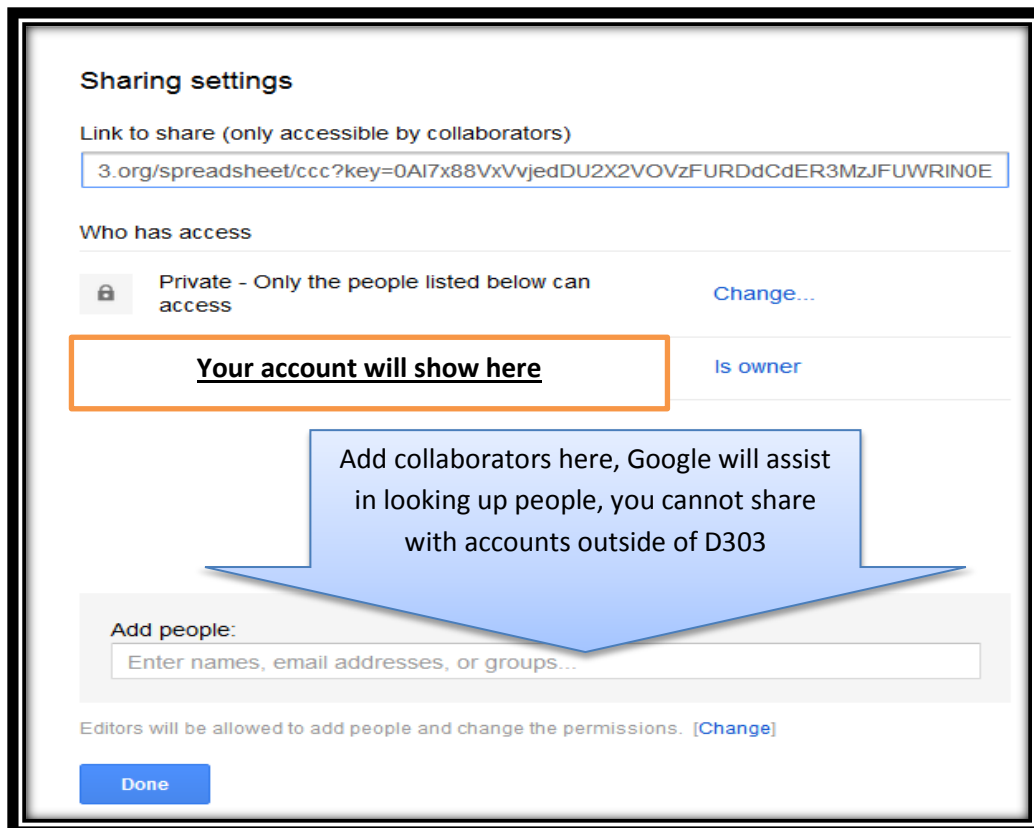 Sharing settings
Link to share (only accessible by collaborators)
3.org/spreadsheet/ccc?key=0Al7x88VxVvjedDU2X2VOVzFURDdCdER3MzJFUWRlN0E
Who has access
Private - Only the people listed below can
access
Change...
Your account will show here
Is owner
Add collaborators here, Google will assist
in looking up people, you cannot share
with accounts outside of D303
Add people:
Enter names, email addresses, or groups...
Editors will be allowed to add people and change the permissions. [Change]
Done